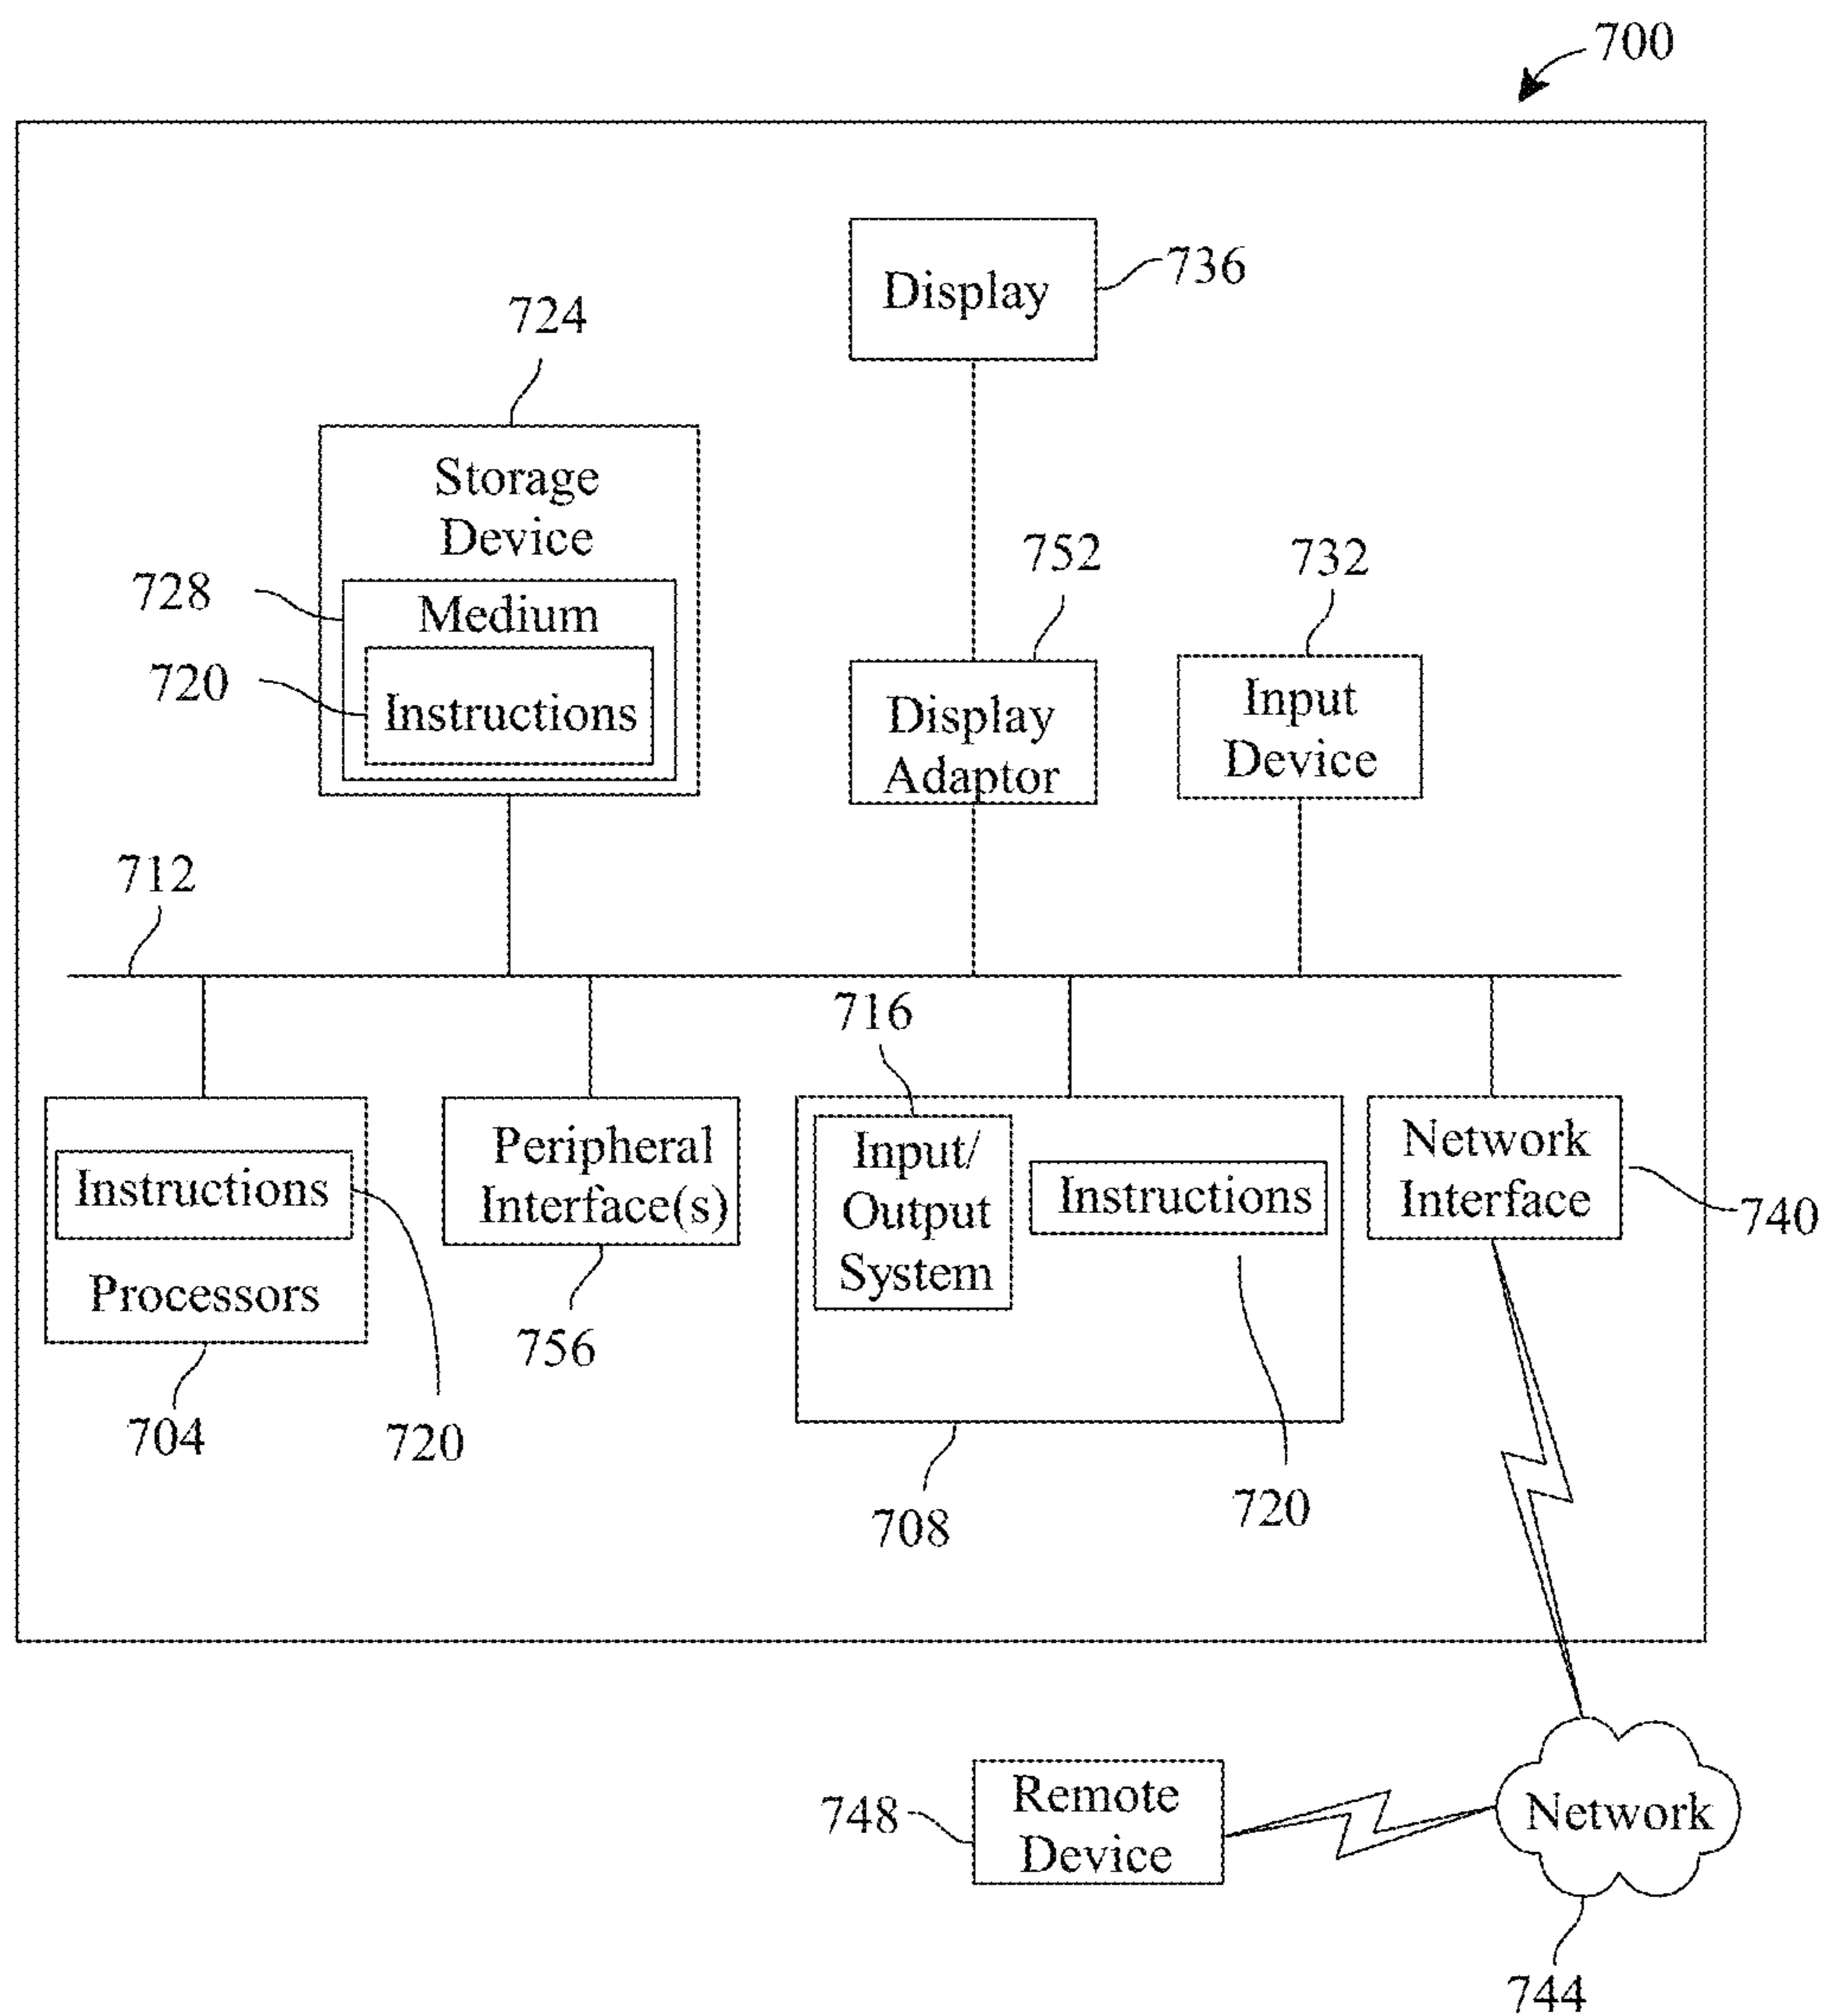 700
Display
736
724
Storage
Device
728
Medium
720
Instructions
752
Display
Adaptor
732
Input
Device
712
716
Instructions
Processors
704
720
Peripheral
Interface(s)
756
Input/
Output
System
Instructions
708
720
Network
Interface
740
748
Remote
Device
Network
744